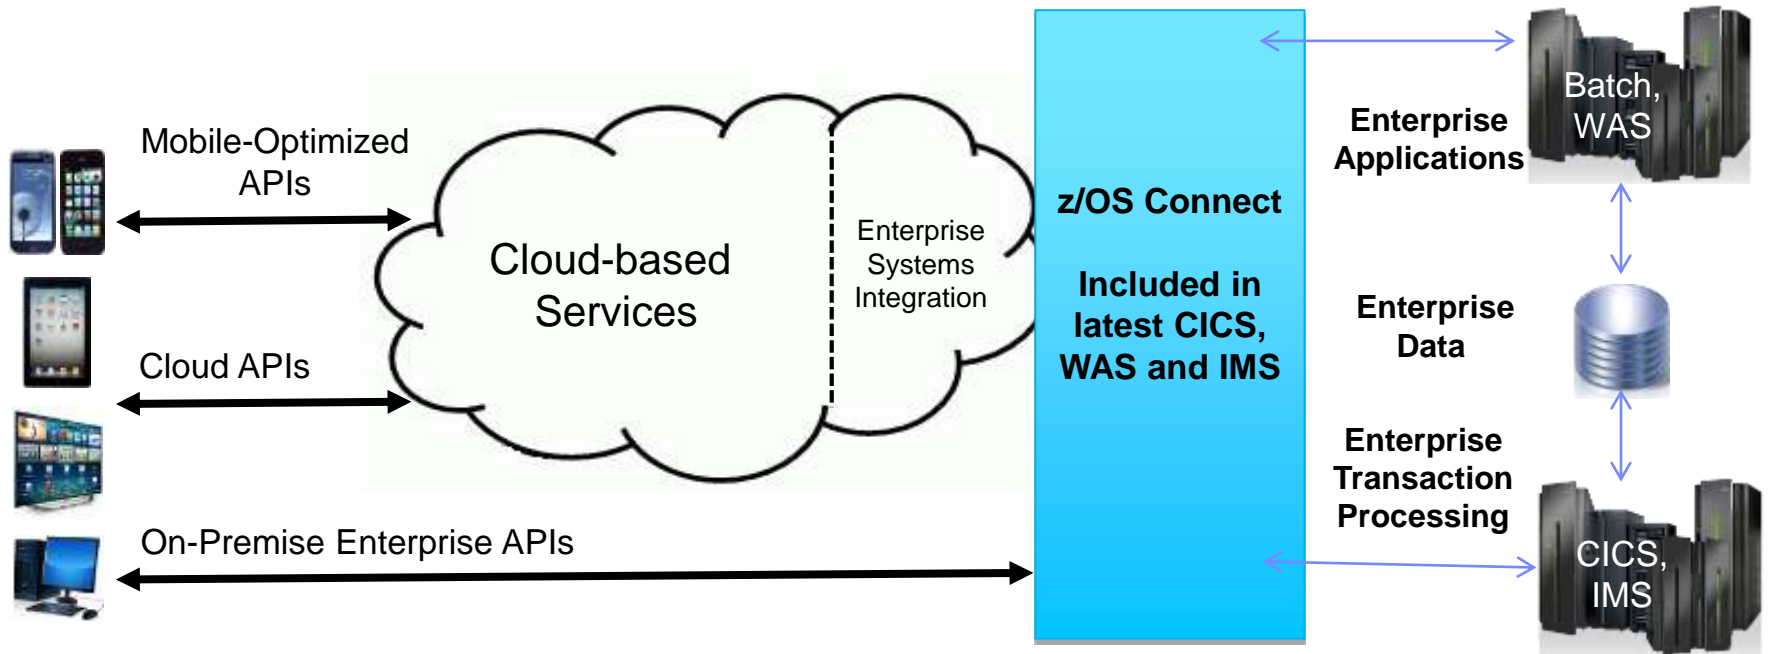 Mobile-Optimized
APIs
Cloud APIs
On-Premise Enterprise APIs
Cloud-based
Services
Enterprise
Systems
Integration
z/OS Connect
Included in
latest CICS,
WAS and IMS
Enterprise
Applications
Batch,
WAS
Enterprise
Data
Enterprise
Transaction
Processing
CICS,
IMS